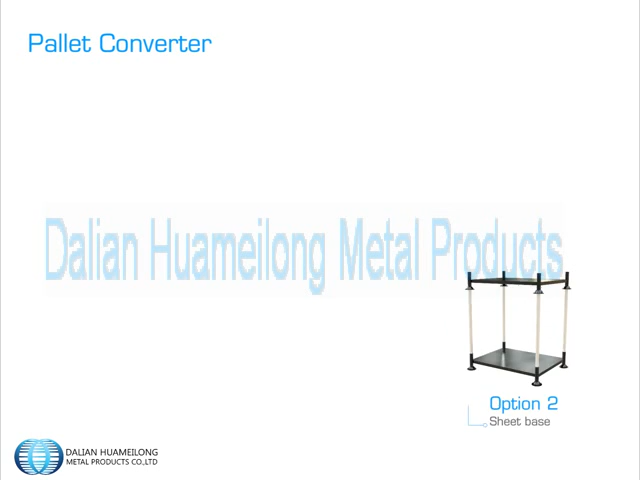 Pallet Converter
Dalian Huameilong Metal Products
Option 2
Sheet base
DALIAN HUAMEILONG
METAL PRODUCTS CO.,LTD